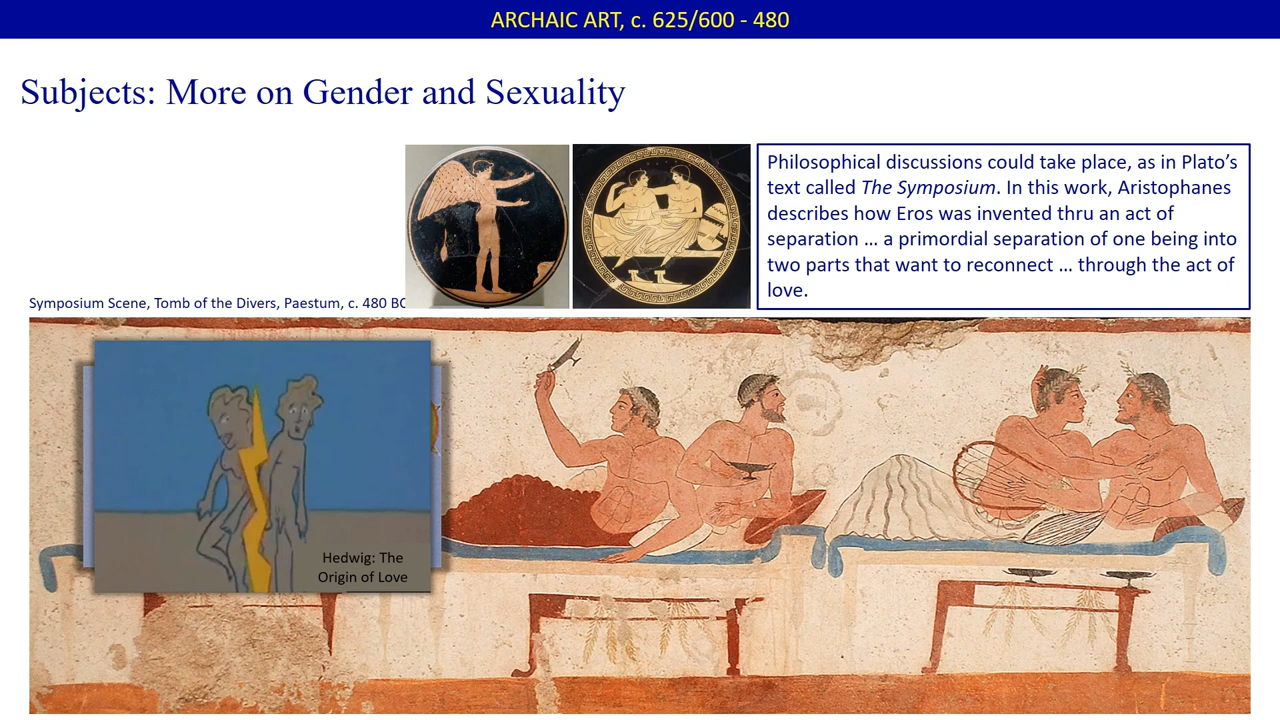 ARCHAIC ART, c. 625/600 - 480
Subjects: More on Gender and Sexuality
Philosophical discussions could take place, as in Plato’s
text called The Symposium. In this work, Aristophanes
describes how Eros was invented thru an act of
separation … a primordial separation of one being into
two parts that want to reconnect … through the act of
love.
Symposium Scene, Tomb of the Divers, Paestum, c. 480 BC
Hedwig: The
Origin of Love